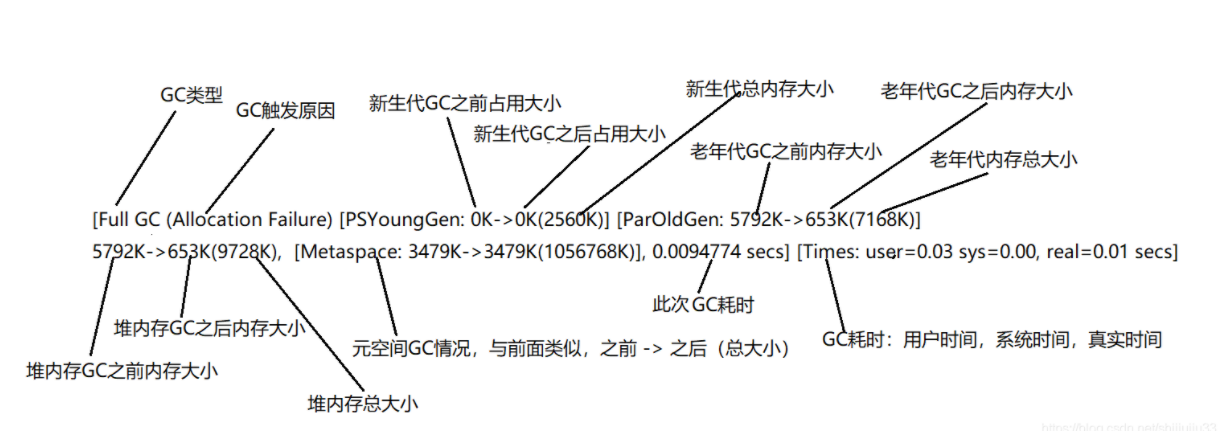 GC类型
GC触发原因
新生代GC之前占用大小
新生代GC之后占用大小
新生代总内存大小
老年代GC之前内存大小
老年代GC之后内存大小
老年代内存总大小
[Full GC (Allocation Failure) [PSYoungGen: 0K->0K(2560K)] [ParOldGen: 5792K->653K(7168K)]
5792K->653K(9728K),  [Metaspace: 3479K->3479K(1056768K)], 0.0094774 secs] [Times: user=0.03 sys=0.00, real=0.01 secs]
此次 GC耗时
堆内存GC之后内存大小
GC耗时：用户时间，系统时间，真实时间
元空间GC情况，与前面类似，之前 -> 之后（总大小）
堆内存GC之前内存大小
堆内存总大小